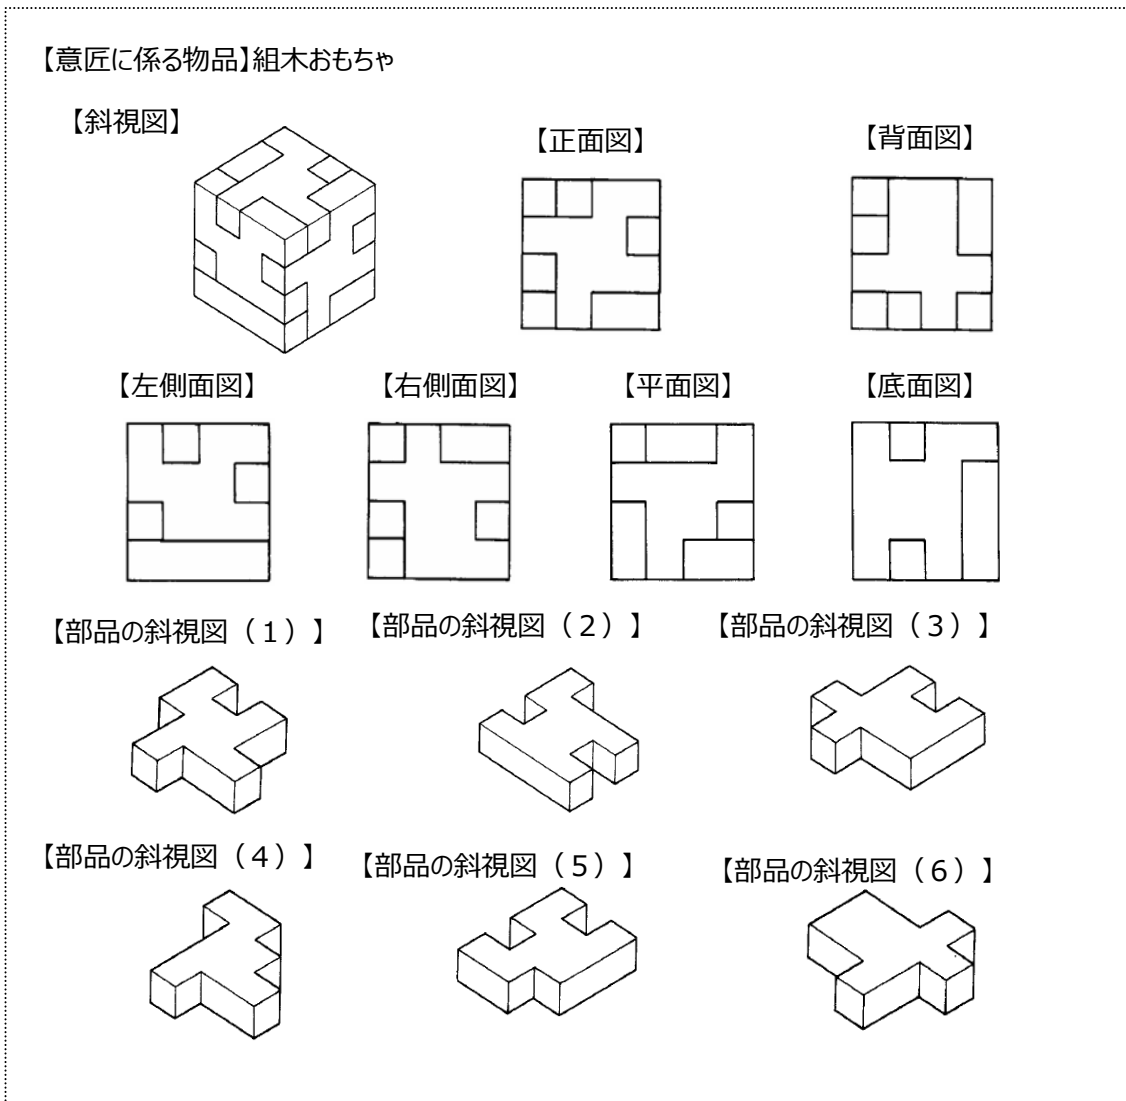 【意匠に係る物品】組木おもちゃ
【斜視図】
【正面図】
【背面図】
【左側面図】
【右側面図】
【平面図】
【底面図】
【部品の斜視図（１）】
【部品の斜視図（２）】
【部品の斜視図（３）】
【部品の斜視図（４）】
【部品の斜視図（５）】
【部品の斜視図（６）】